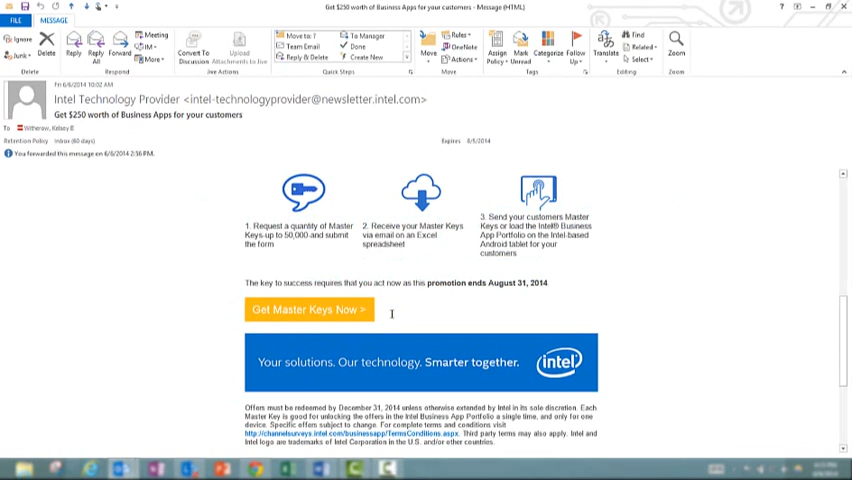 Get $250 worth of Business Apps for your customers - Message (HTML)
FILE
MESSAGE
Ignore
Junk
Delete
Reply
Reply All
Forward
Meeting
IM
More
Convert To Discussion
Upload Attachments to live
Move to: ?
Team Email
Reply & Delete
To Manager
Done
Create New
Move
Rules
OneNote
Actions
Assign Policy
Mark Unread
Categorize
Follow Up
Translate
Find
Related
Select
Zoom
Delete
Respond
Quick Steps
Move
Tags
Editing
Zoom
Fri 6/6/2014 10:02 AM
Intel Technology Provider <intel-technologyprovider@newsletter.intel.com>
Get $250 worth of Business Apps for your customers
To
Retention Policy Inbox (60 days)
Expires 8/5/2014
You forwarded this message on 6/6/2014 2:56 PM.
1. Request a quantity of Master
Keys up to 50,000 and submit
the form
2. Receive your Master Keys
via email on an Excel
spreadsheet
3. Send your customers Master
Keys or load the Intel® Business
App Portfolio on the Intel-based
Android tablet for your
customers
The key to success requires that you act now as this promotion ends August 31, 2014
Get Master Keys Now >
Your solutions. Our technology. Smarter together.
intel
Offers must be redeemed by December 31, 2014 unless otherwise extended by Intel in its sole discretion. Each
Master Key is good for unlocking the offers in the Intel Business App Portfolio a single time, and only for one
device. Specific offers subject to change. For complete terms and conditions visit
http://channelsurveys.intel.com/businessapp/TermsConditions.aspx. Third party terms may also apply. Intel and
Intel logo are trademarks of Intel Corporation in the U.S. and/or other countries.